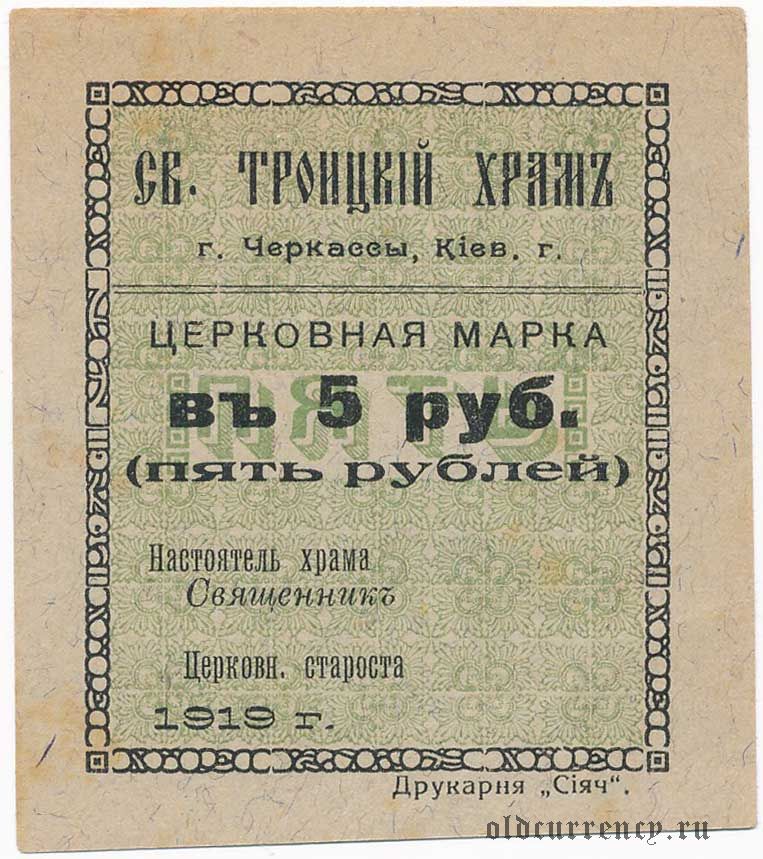 СВ. ТРОИЦКІЙ ХРАМЪ
г. Черкассы, Кіев. г.
ЦЕРКОВНАЯ МАРКА
ПЯТЬ
въ 5 руб.
(пять рублей)
Настоятель храма
Священникъ
Церковн. староста
1919 г.
Друкарня „Сіяч“.
oldcurrency.ru